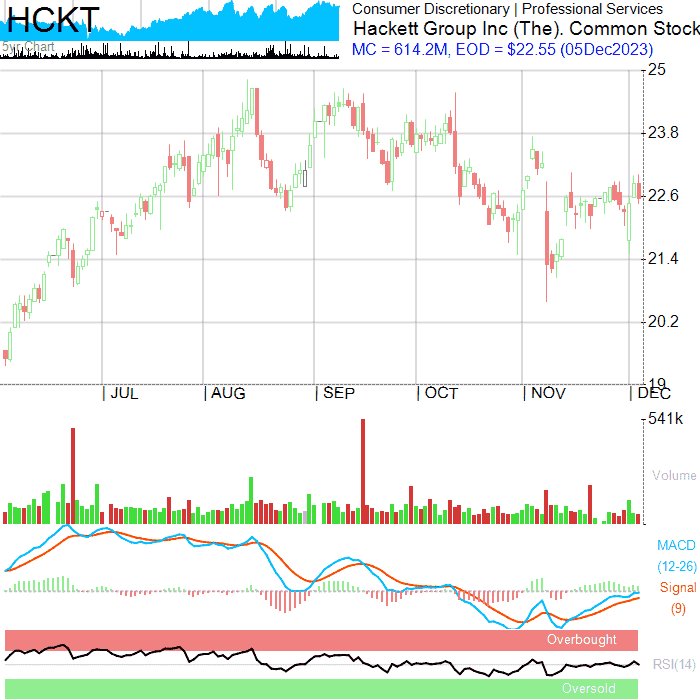 HCKT
5yr Chart
Consumer Discretionary | Professional Services
Hackett Group Inc (The). Common Stock
MC = 614.2M, EOD = $22.55 (05Dec2023)
25
23.8
22.6
21.4
20.2
19
| JUL | AUG | SEP | OCT | NOV | DEC
541k
Volume
MACD
(12-26)
Signal
(9)
Overbought
RSI(14)
Oversold